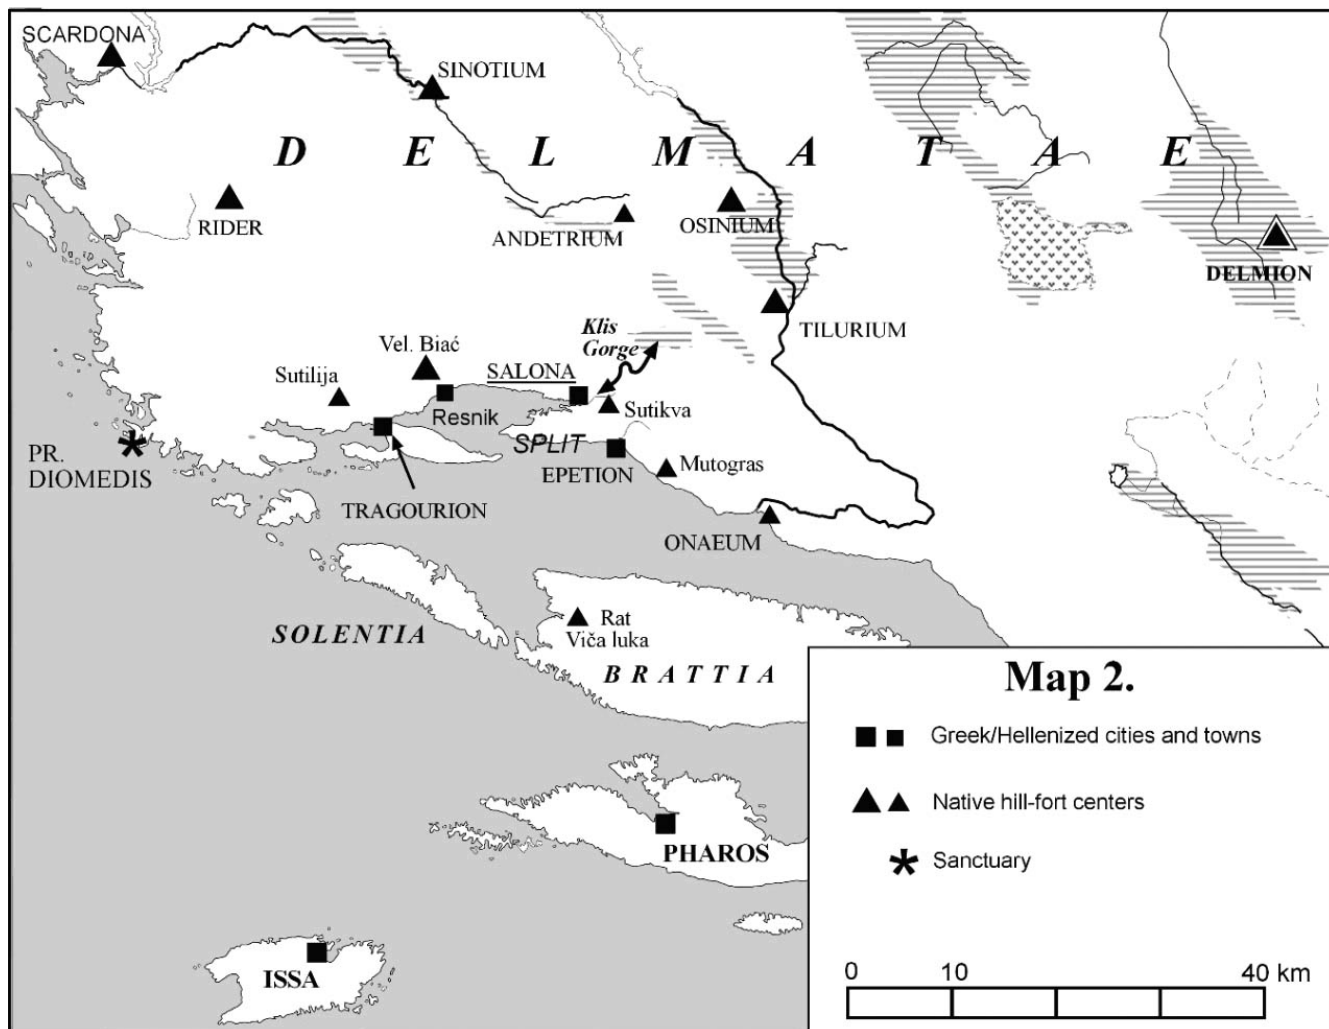 SCARDONA
SINOTIUM
D E L M A T A E
RIDER
ANDETRIUM
OSINIUM
DELMION
TILURIUM
Klis
Gorge
Vel. Biać
SALONA
Sutilija
Resnik
Sutikva
SPLIT
PR.
DIOMEDIS
EPETION
Mutogras
TRAGOURION
ONAEUM
SOLENTIA
Rat
Viča luka
BRATTIA
PHAROS
ISSA
Map 2.
Greek/Hellenized cities and towns
Native hill-fort centers
Sanctuary
0 10 40 km